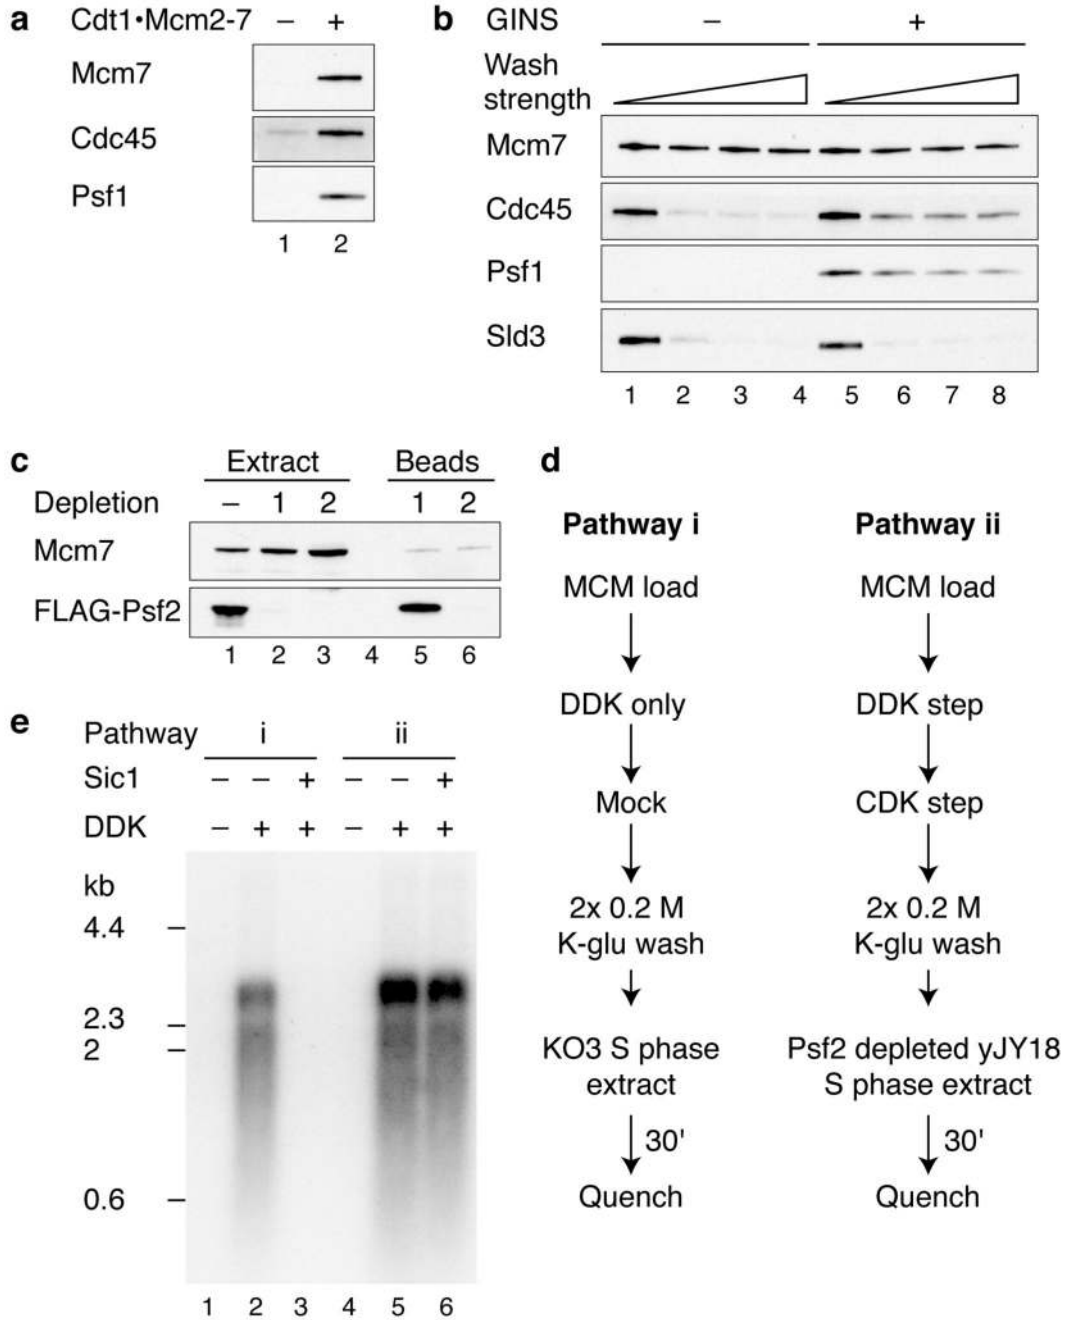 a
Cdt1•Mcm2-7 – +
Mcm7
Cdc45
Psf1
1 2
b
GINS – +
Wash
strength
Mcm7
Cdc45
Psf1
Sld3
1 2 3 4 5 6 7 8
c
Extract Beads
Depletion – 1 2 1 2
Mcm7
FLAG-Psf2
1 2 3 4 5 6
d
Pathway i
MCM load
DDK only
Mock
2x 0.2 M
K-glu wash
KO3 S phase
extract
30'
Quench
Pathway ii
MCM load
DDK step
CDK step
2x 0.2 M
K-glu wash
Psf2 depleted yJY18
S phase extract
30'
Quench
e
Pathway i ii
Sic1 – – + – – +
DDK – + + – + +
kb
4.4
2.3
2
0.6
1 2 3 4 5 6